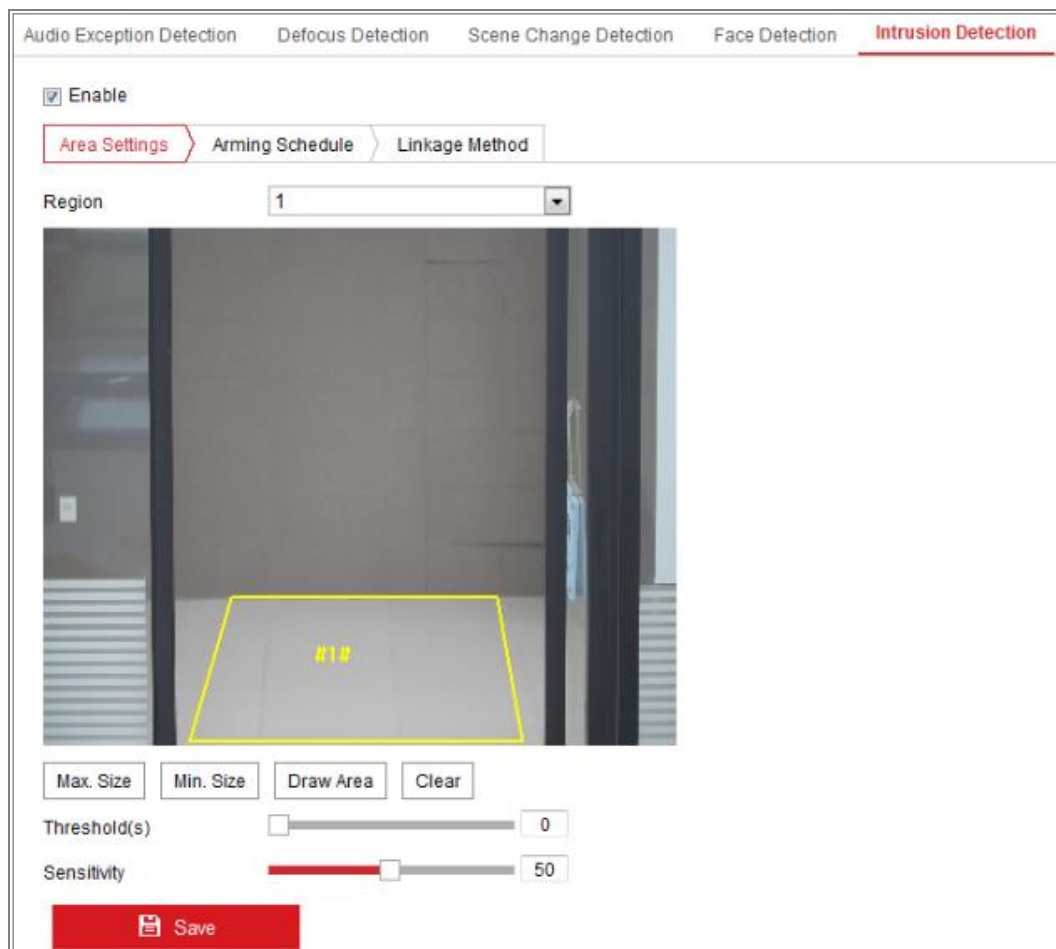 Audio Exception Detection Defocus Detection Scene Change Detection Face Detection Intrusion Detection
Enable
Area Settings Arming Schedule Linkage Method
Region 1
#1#
Max. Size Min. Size Draw Area Clear
Threshold(s) 0
Sensitivity 50
Save